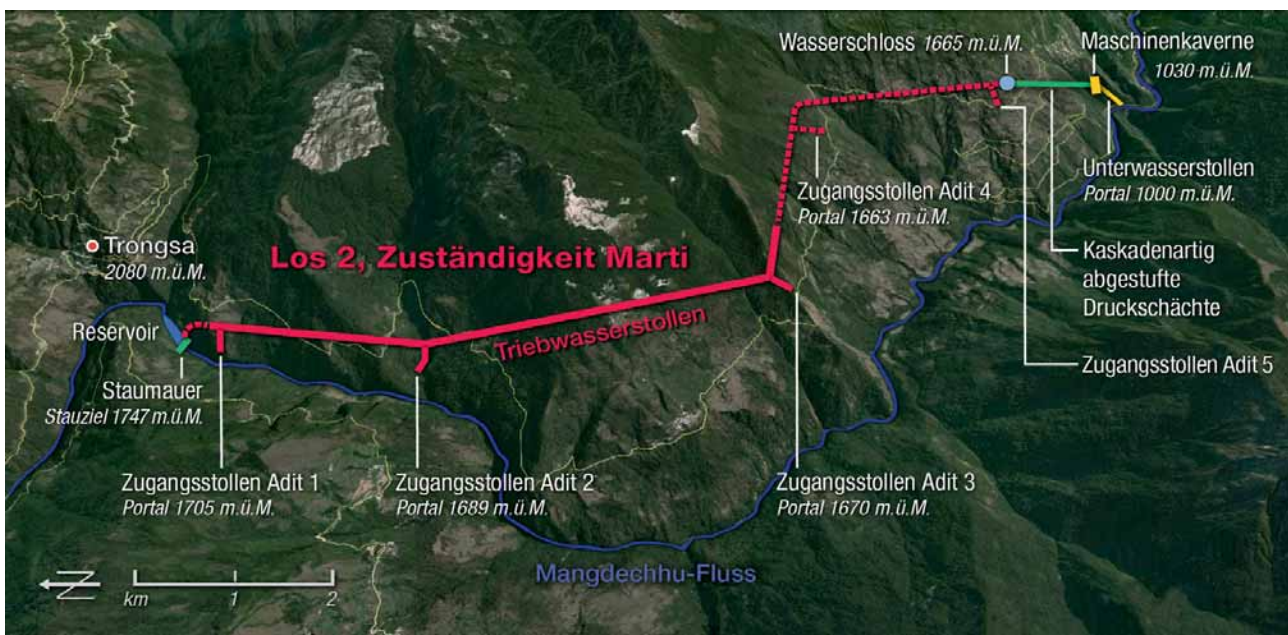 Wasserschloss 1665 m.ü.M.
Maschinenkaverne
1030 m.ü.M.
Zugangsstollen Adit 4
Portal 1663 m.ü.M.
Unterwasserstollen
Portal 1000 m.ü.M.
Trongsa
2080 m.ü.M.
Los 2, Zuständigkeit Marti
Kaskadenartig
abgestufte
Druckschächte
Reservoir
Triebwasserstollen
Zugangsstollen Adit 5
Staumauer
Stauziel 1747 m.ü.M.
Zugangsstollen Adit 1
Portal 1705 m.ü.M.
Zugangsstollen Adit 2
Portal 1689 m.ü.M.
Zugangsstollen Adit 3
Portal 1670 m.ü.M.
Mangdechhu-Fluss
N
km 1 2